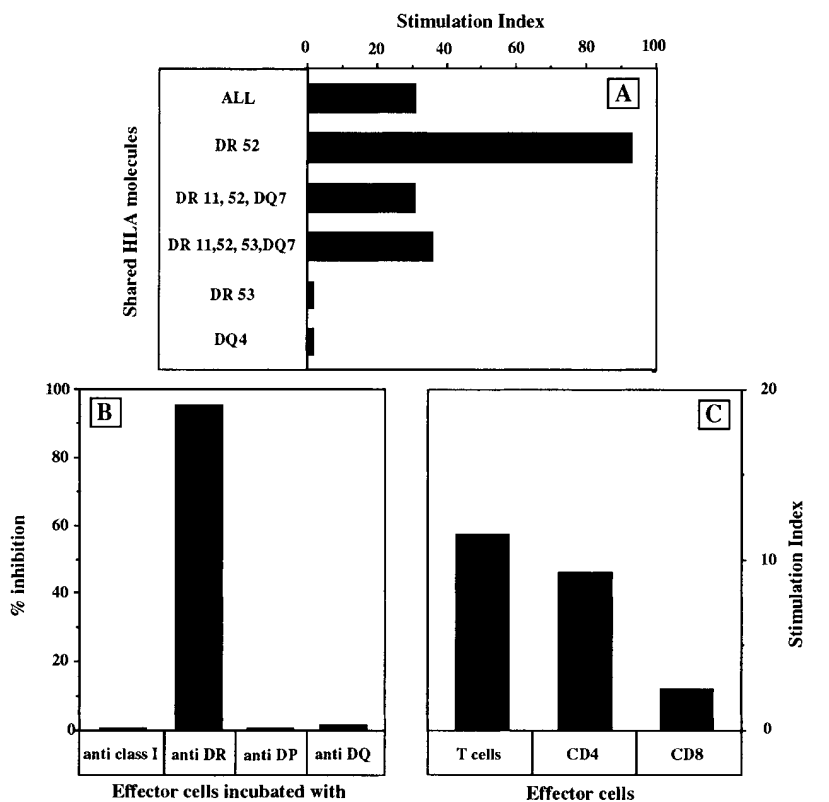 Stimulation Index
0 20 40 60 80 100
A
Shared HLA molecules
ALL
DR 52
DR 11, 52, DQ7
DR 11,52, 53,DQ7
DR 53
DQ4
B
% inhibition
100
80
60
40
20
0
anti class I anti DR anti DP anti DQ
Effector cells incubated with
C
20
10
0
Stimulation Index
T cells CD4 CD8
Effector cells